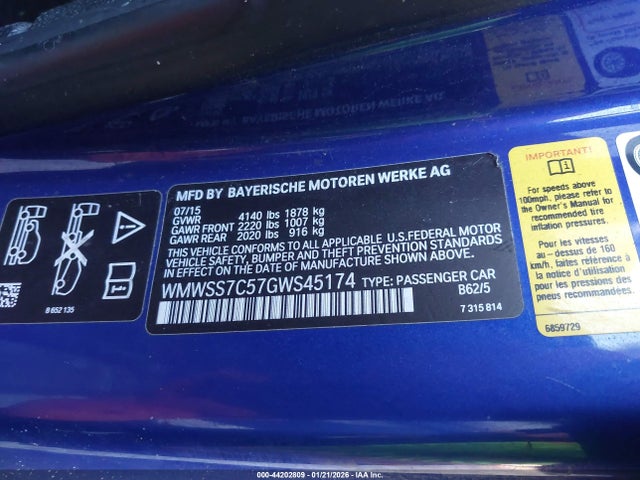 MFD BY BAYERISCHE MOTOREN WERKE AG
07/15
GVWR 4140 lbs 1878 kg
GAWR FRONT 2220 lbs 1007 kg
GAWR REAR 2020 lbs 916 kg
THIS VEHICLE CONFORMS TO ALL APPLICABLE U.S.FEDERAL MOTOR
VEHICLE SAFETY, BUMPER, AND THEFT PREVENTION STANDARDS
IN EFFECT ON THE DATE OF MANUFACTURE SHOWN ABOVE.
WMWSS7C57GWS45174 TYPE: PASSENGER CAR
B62/5
7 315 814
8 652 135
IMPORTANT!
For speeds above
100mph, please refer to
the Owner's Manual for
recommended tire
inflation pressures.
Pour les vitesses
au-dessus de 160
km/h, faites référence
à la notice d'utilisation
pour les pressions
de pneus recommandées.
6859729
000-44202809 - 01/21/2026 - IAA Inc.